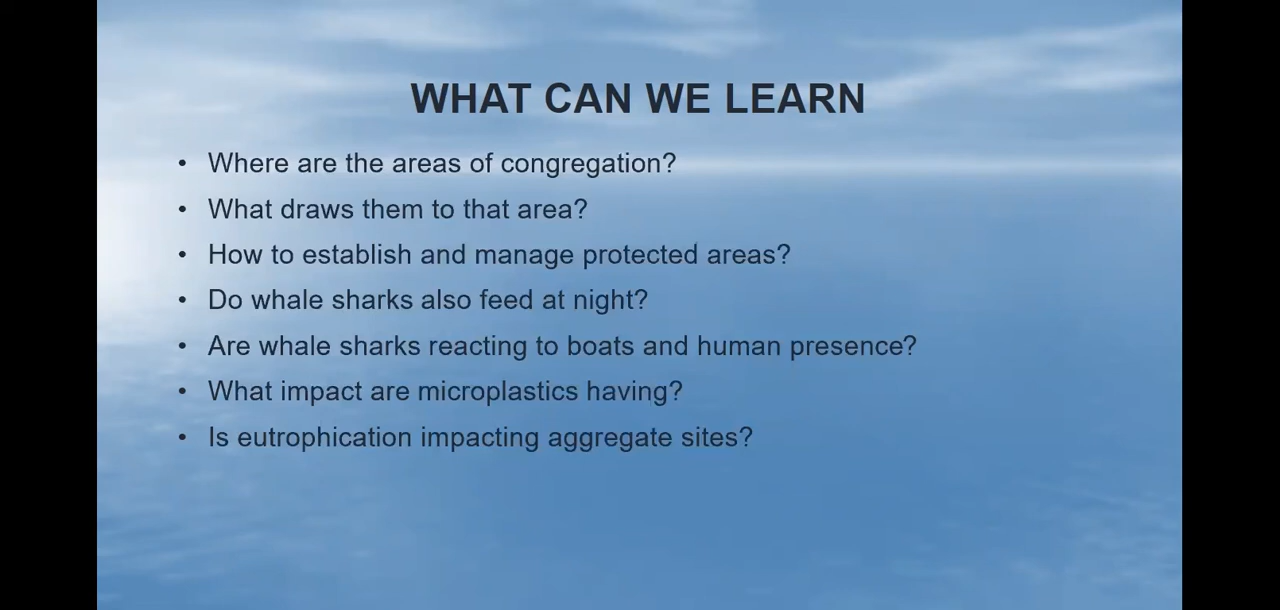 WHAT CAN WE LEARN
• Where are the areas of congregation?
• What draws them to that area?
• How to establish and manage protected areas?
• Do whale sharks also feed at night?
• Are whale sharks reacting to boats and human presence?
• What impact are microplastics having?
• Is eutrophication impacting aggregate sites?